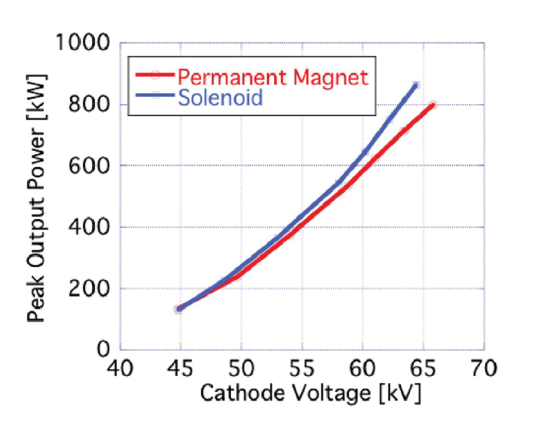 1000
800
600
400
200
0
Peak Output Power [kW]
Permanent Magnet
Solenoid
40 45 50 55 60 65 70
Cathode Voltage [kV]